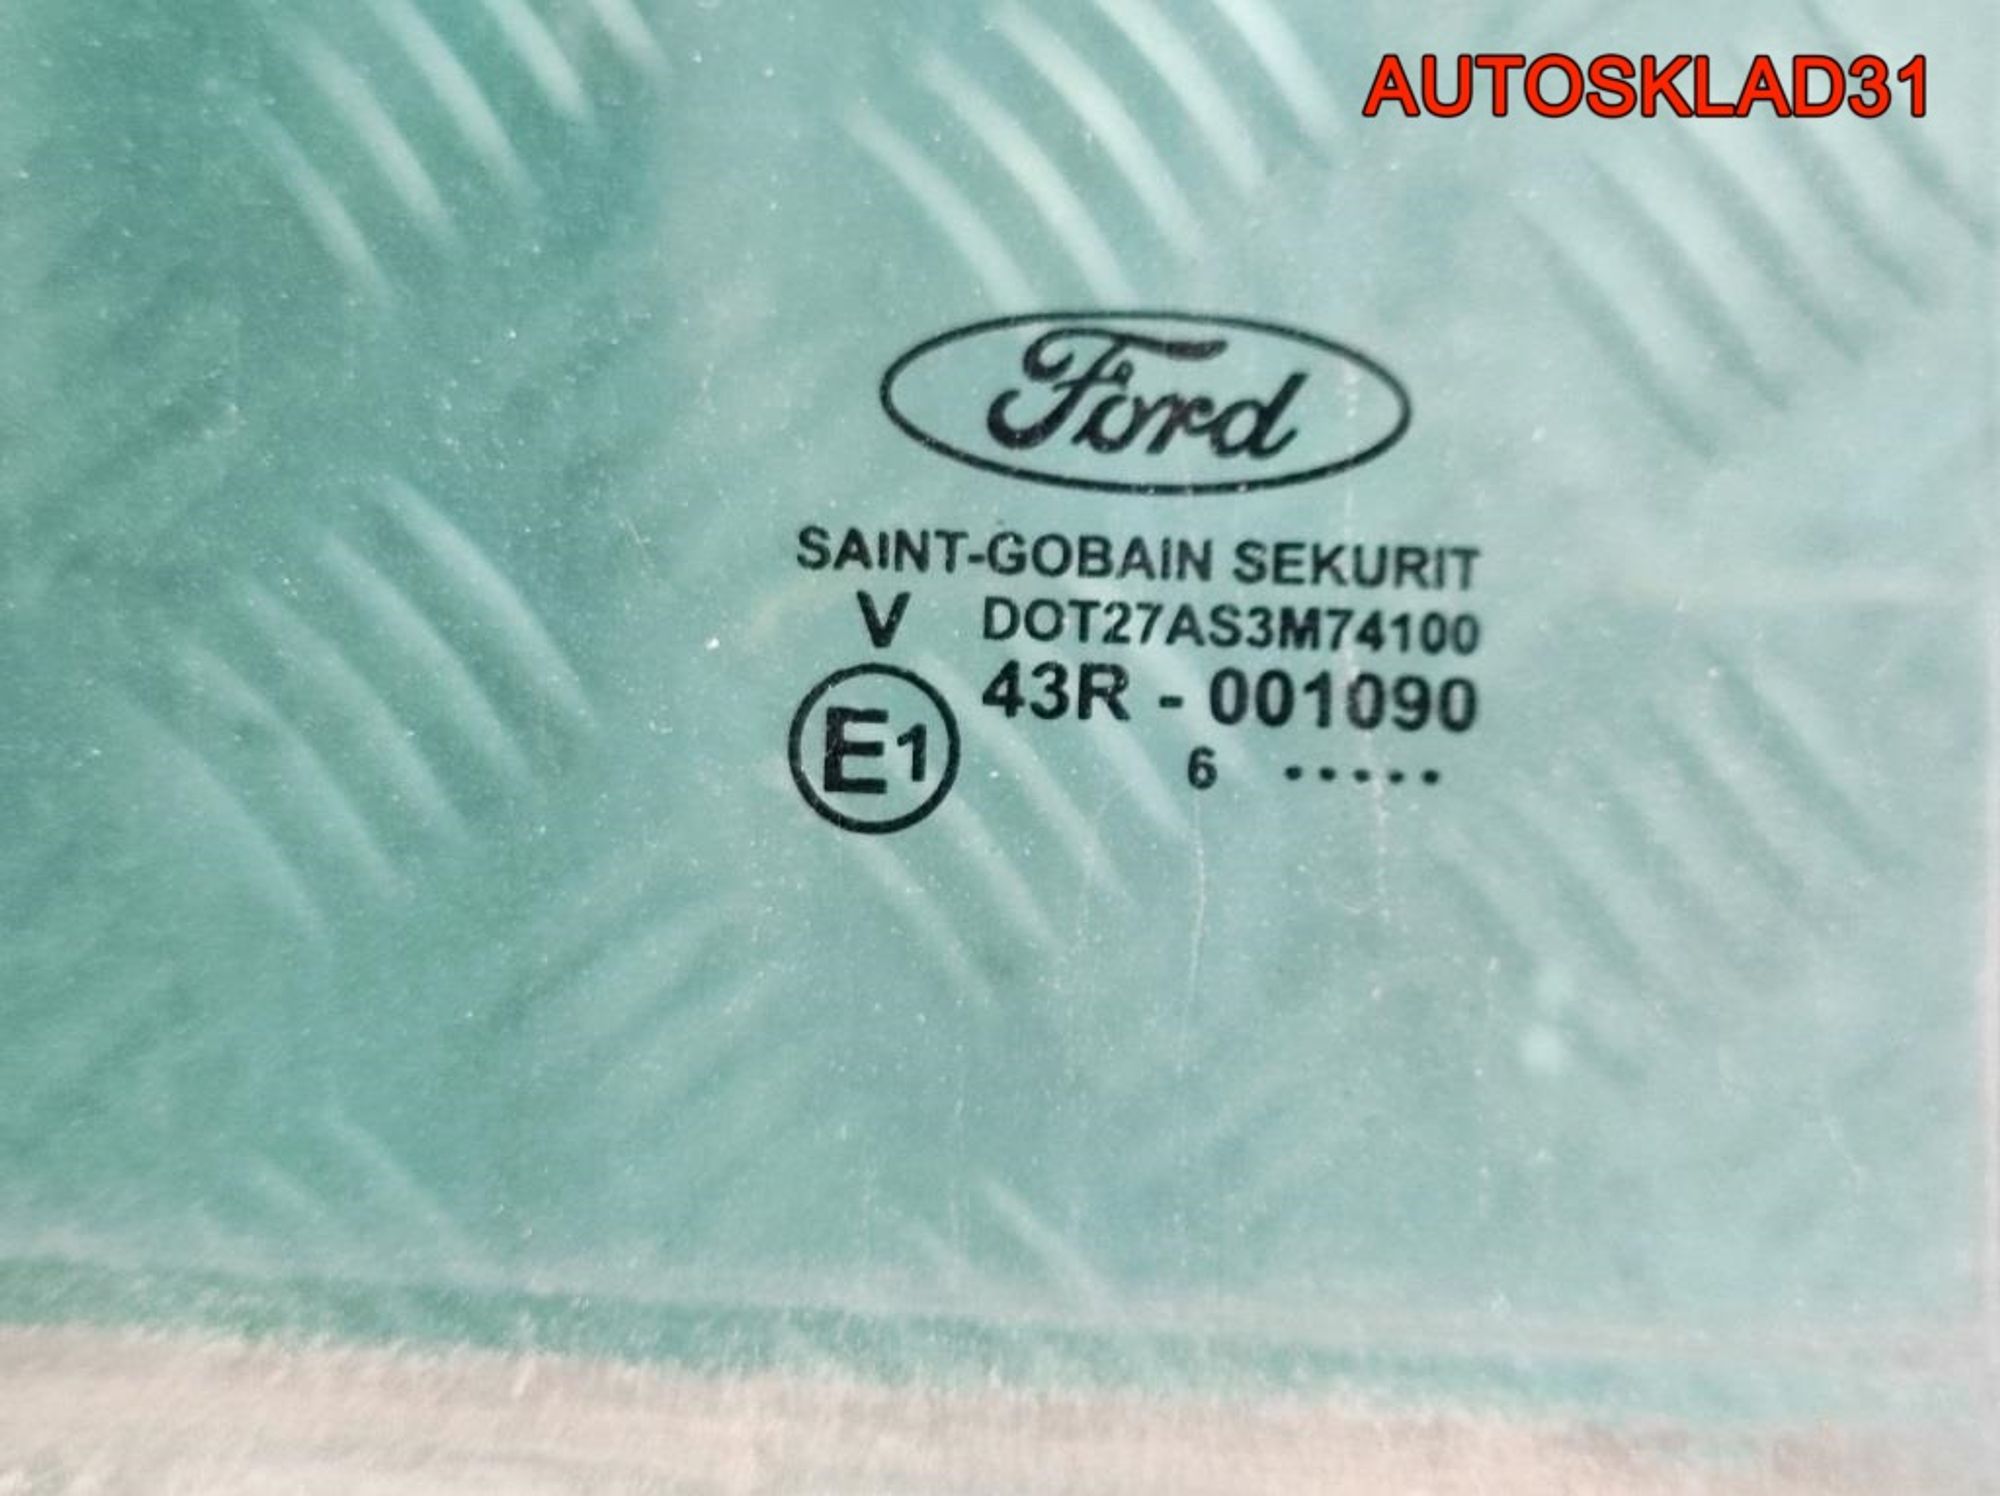 AUTOSKLAD31
Ford
SAINT-GOBAIN SEKURIT
V DOT27AS3M74100
E1 43R - 001090
6 •••••